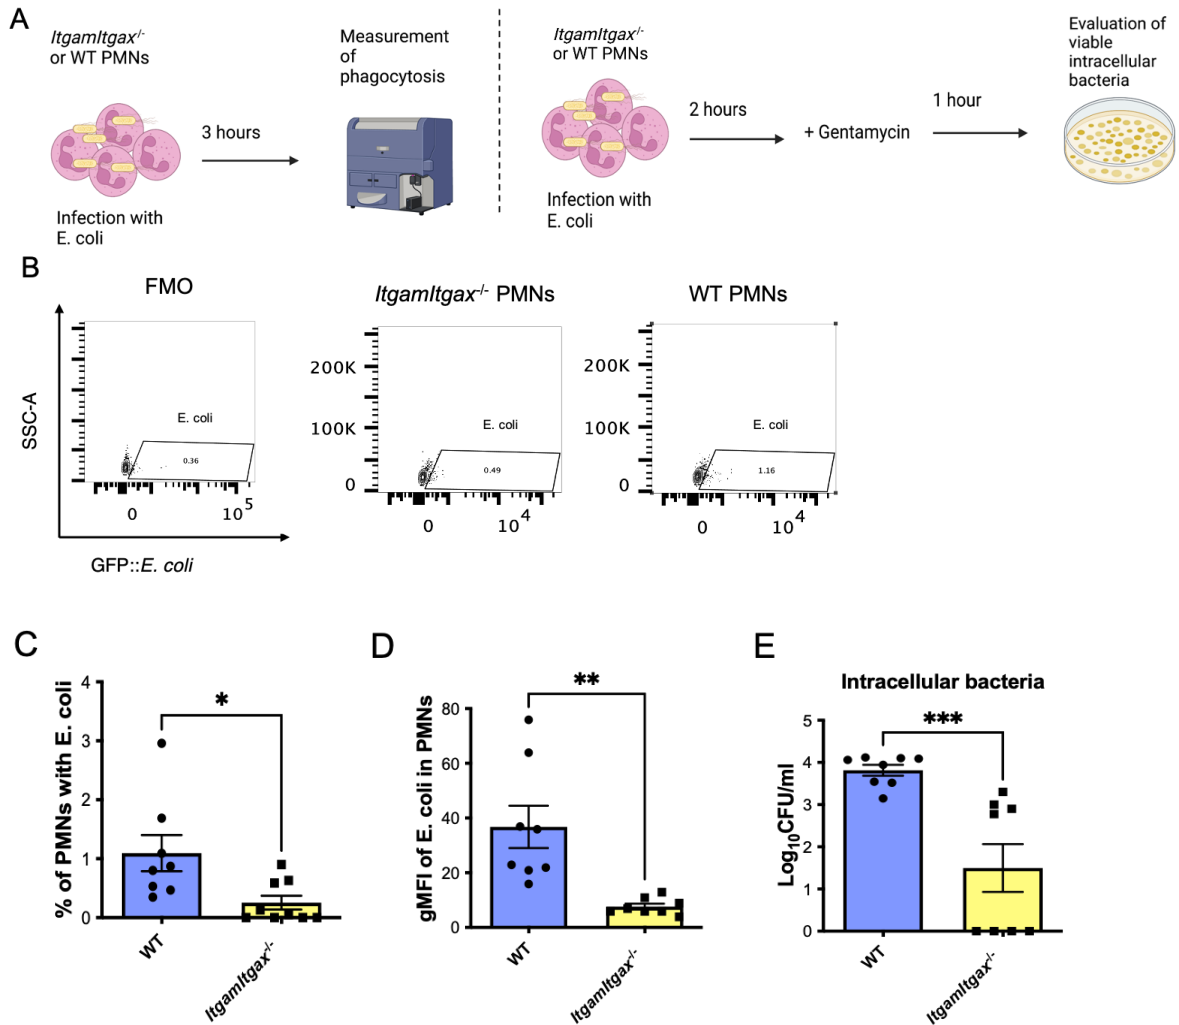 A
ItgamItgax-/-
or WT PMNs
3 hours
Measurement
of
phagocytosis
Infection with
E. coli
ItgamItgax-/-
or WT PMNs
2 hours
+ Gentamycin
1 hour
Evaluation of
viable
intracellular
bacteria
Infection with
E. coli
B
FMO
ItgamItgax-/- PMNs
WT PMNs
SSC-A
E. coli
0.36
0
10^5
200K
100K
0
E. coli
0.49
0
10^4
200K
100K
0
E. coli
1.16
0
10^4
GFP::E. coli
C
% of PMNs with E. coli
4
3
2
1
0
*
WT
ItgamItgax-/-
D
gMFI of E. coli in PMNs
80
60
40
20
0
**
WT
ItgamItgax-/-
E
Intracellular bacteria
Log10CFU/ml
5
4
3
2
1
0
***
WT
ItgamItgax-/-